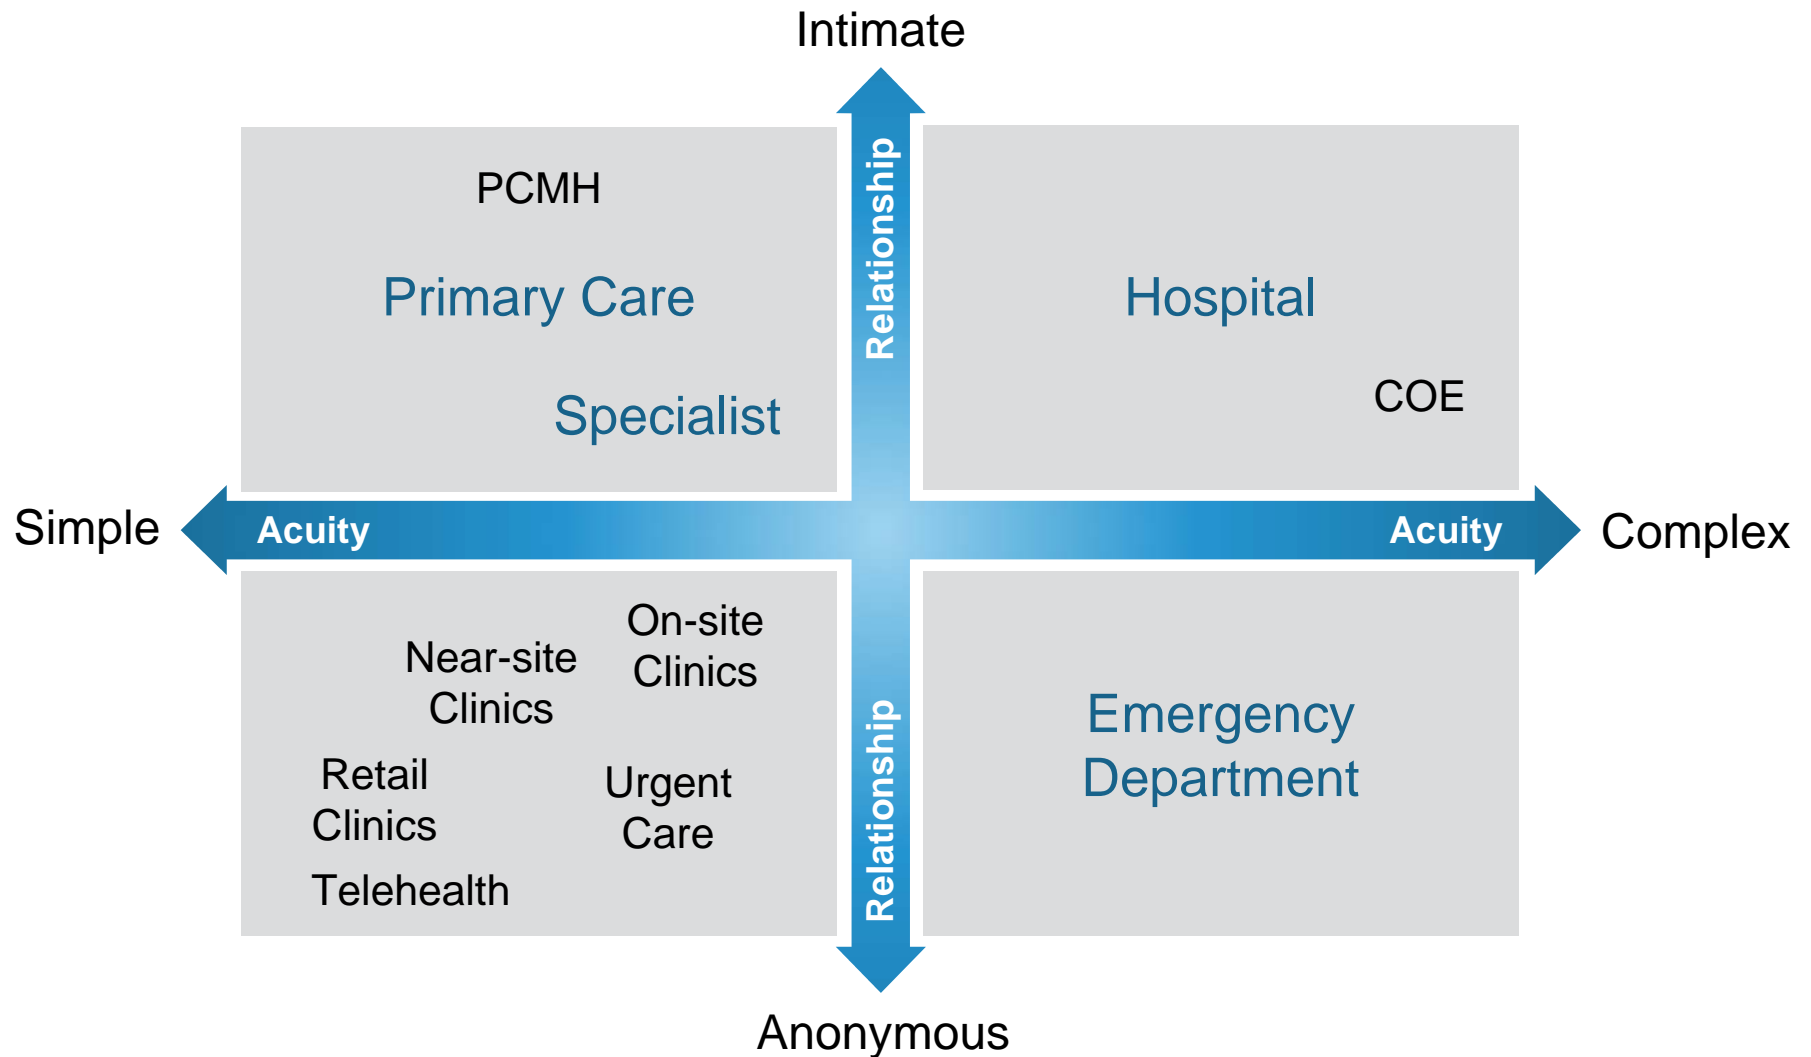 Intimate
Relationship
PCMH
Primary Care
Specialist
Hospital
COE
Simple
Acuity
Acuity
Complex
On-site
Clinics
Near-site
Clinics
Retail
Clinics
Urgent
Care
Telehealth
Relationship
Emergency
Department
Anonymous